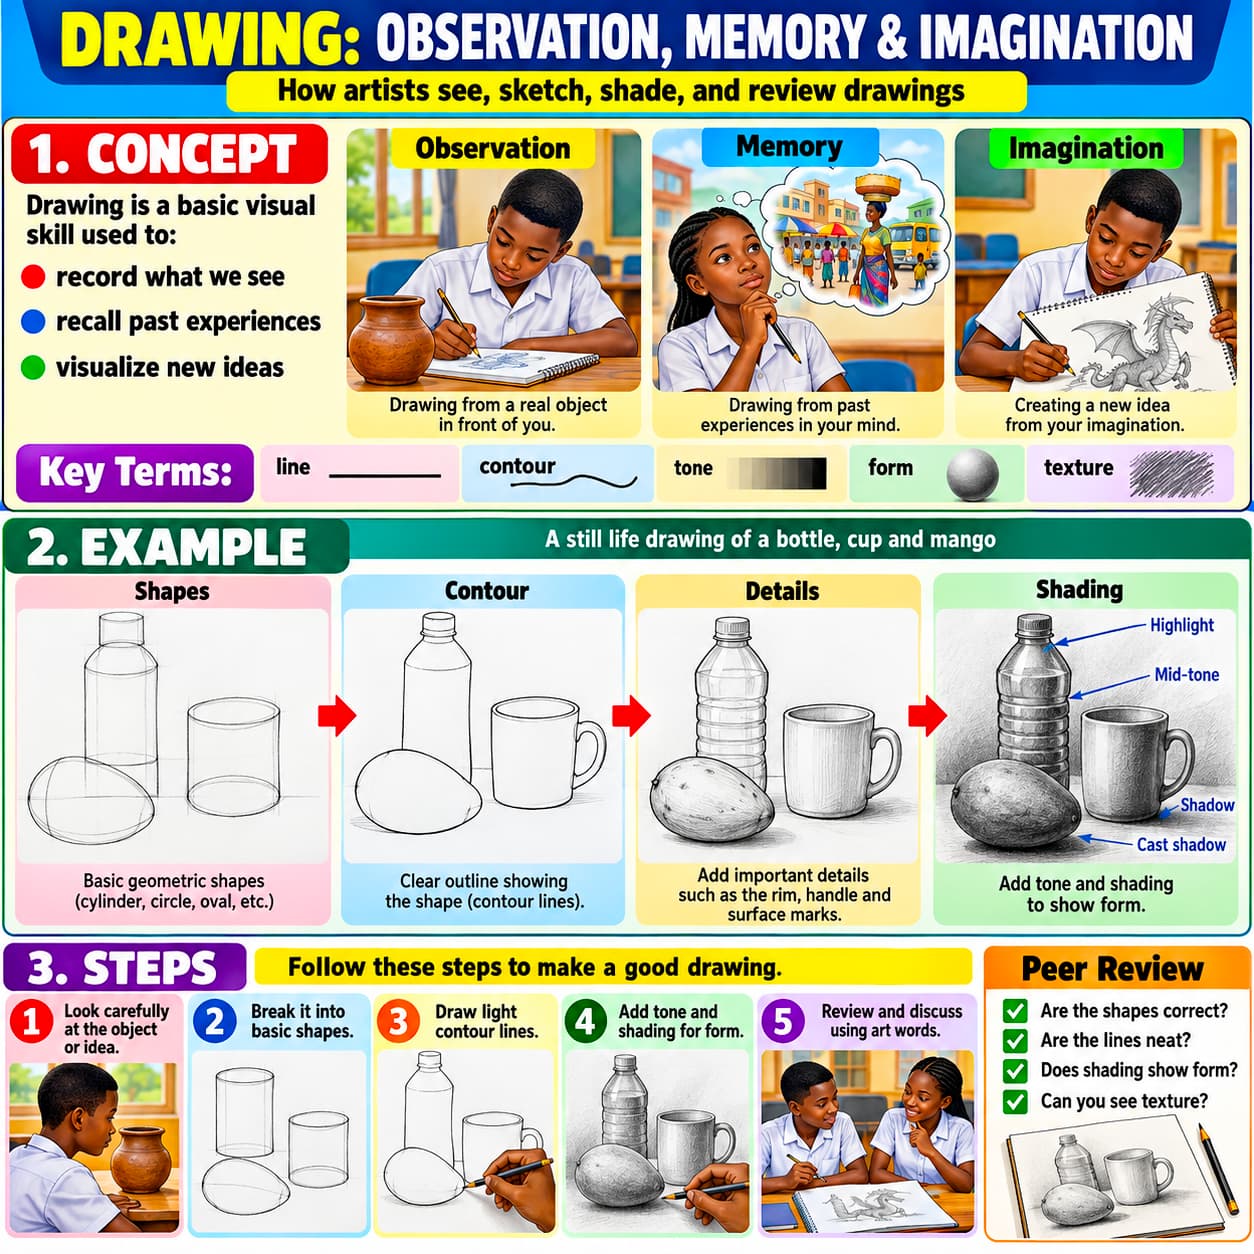 DRAWING: OBSERVATION, MEMORY & IMAGINATION
How artists see, sketch, shade, and review drawings
1. CONCEPT
Drawing is a basic visual
skill used to:
record what we see
recall past experiences
visualize new ideas
Observation
Drawing from a real object
in front of you.
Memory
Drawing from past
experiences in your mind.
Imagination
Creating a new idea
from your imagination.
Key Terms:
line
contour
tone
form
texture
2. EXAMPLE
A still life drawing of a bottle, cup and mango
Shapes
Basic geometric shapes
(cylinder, circle, oval, etc.)
Contour
Clear outline showing
the shape (contour lines).
Details
Add important details
such as the rim, handle and
surface marks.
Shading
Highlight
Mid-tone
Shadow
Cast shadow
Add tone and shading
to show form.
3. STEPS
Follow these steps to make a good drawing.
1
Look carefully
at the object
or idea.
2
Break it into
basic shapes.
3
Draw light
contour lines.
4
Add tone and
shading for form.
5
Review and discuss
using art words.
Peer Review
Are the shapes correct?
Are the lines neat?
Does shading show form?
Can you see texture?